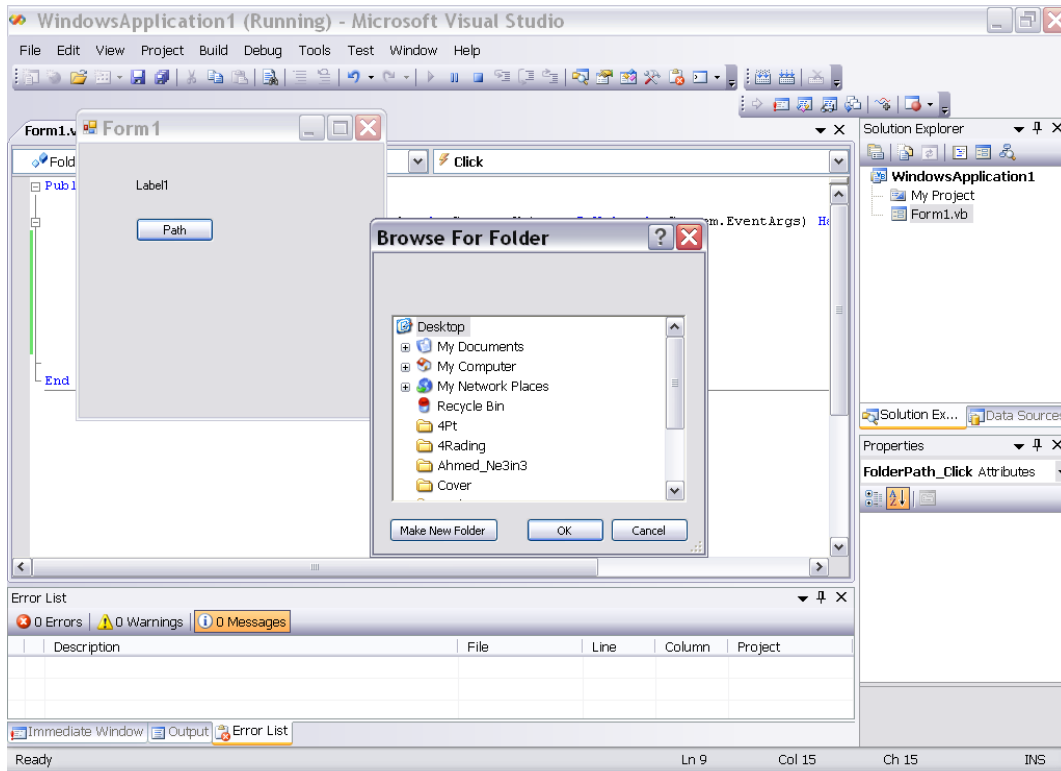 WindowsApplication1 (Running) - Microsoft Visual Studio
File Edit View Project Build Debug Tools Test Window Help
Form1.v
Form1
Fold
Click
Publ
Label1
Path
em.EventArgs) Ha
End
Browse For Folder
Desktop
My Documents
My Computer
My Network Places
Recycle Bin
4Pt
4Rading
Ahmed_Ne3in3
Cover
Make New Folder OK Cancel
Solution Explorer
WindowsApplication1
My Project
Form1.vb
Solution Ex... Data Sources
Properties
FolderPath_Click Attributes
Error List
0 Errors 0 Warnings 0 Messages
Description File Line Column Project
Immediate Window Output Error List
Ready Ln 9 Col 15 Ch 15 INS